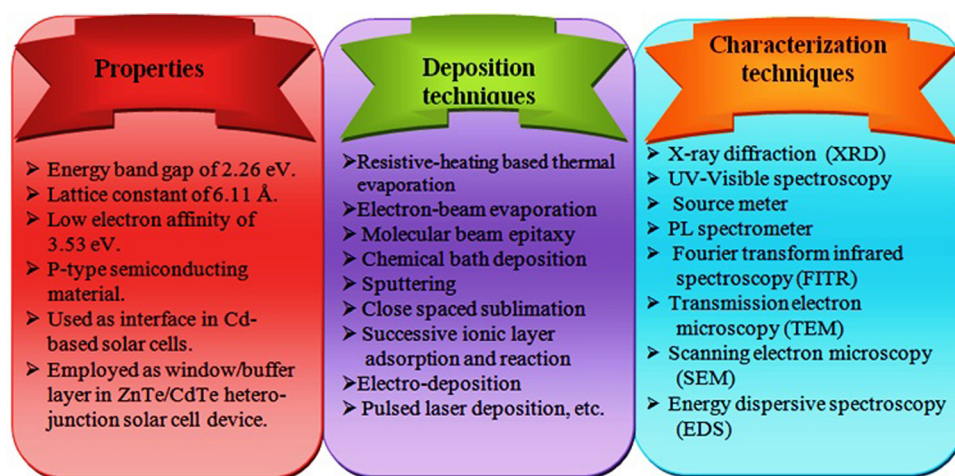 Properties
➤ Energy band gap of 2.26 eV.
➤ Lattice constant of 6.11 Å.
➤ Low electron affinity of
3.53 eV.
➤ P-type semiconducting
material.
➤ Used as interface in Cd-
based solar cells.
➤ Employed as window/buffer
layer in ZnTe/CdTe hetero-
junction solar cell device.
Deposition
techniques
➤ Resistive-heating based thermal
evaporation
➤ Electron-beam evaporation
➤ Molecular beam epitaxy
➤ Chemical bath deposition
➤ Sputtering
➤ Close spaced sublimation
➤ Successive ionic layer
adsorption and reaction
➤ Electro-deposition
➤ Pulsed laser deposition, etc.
Characterization
techniques
➤ X-ray diffraction (XRD)
➤ UV-Visible spectroscopy
➤ Source meter
➤ PL spectrometer
➤ Fourier transform infrared
spectroscopy (FITR)
➤ Transmission electron
microscopy (TEM)
➤ Scanning electron microscopy
(SEM)
➤ Energy dispersive spectroscopy
(EDS)